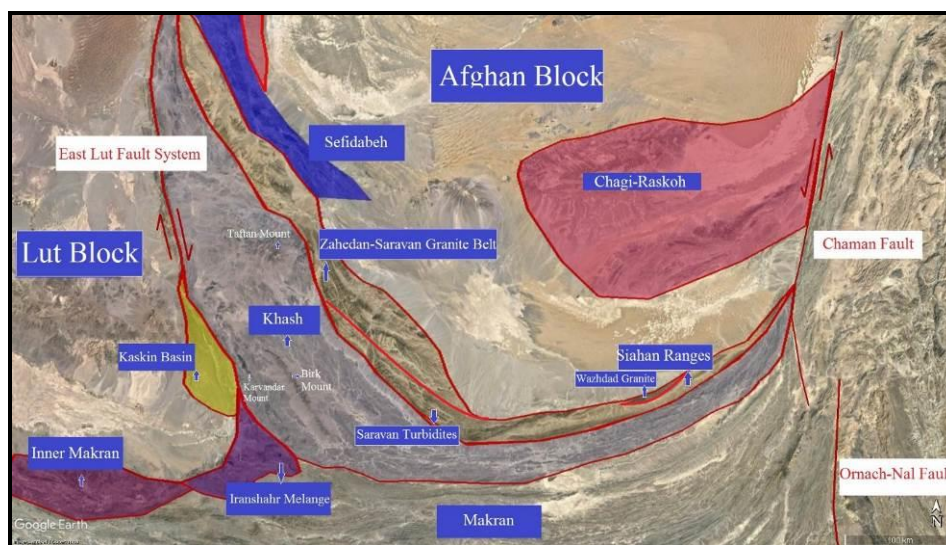 Afghan Block
Sefidabeh
East Lut Fault System
Chagi-Raskoh
Taftan Mount
Zahedan-Saravan Granite Belt
Chaman Fault
Lut Block
Khash
Kaskin Basin
Birk
Mount
Karvandar
Mount
Siahan Ranges
Wazhdad Granite
Saravan Turbidites
Inner Makran
Iranshahr Melange
Ornach-Nal Faul
Makran
Google Earth
N
100 km